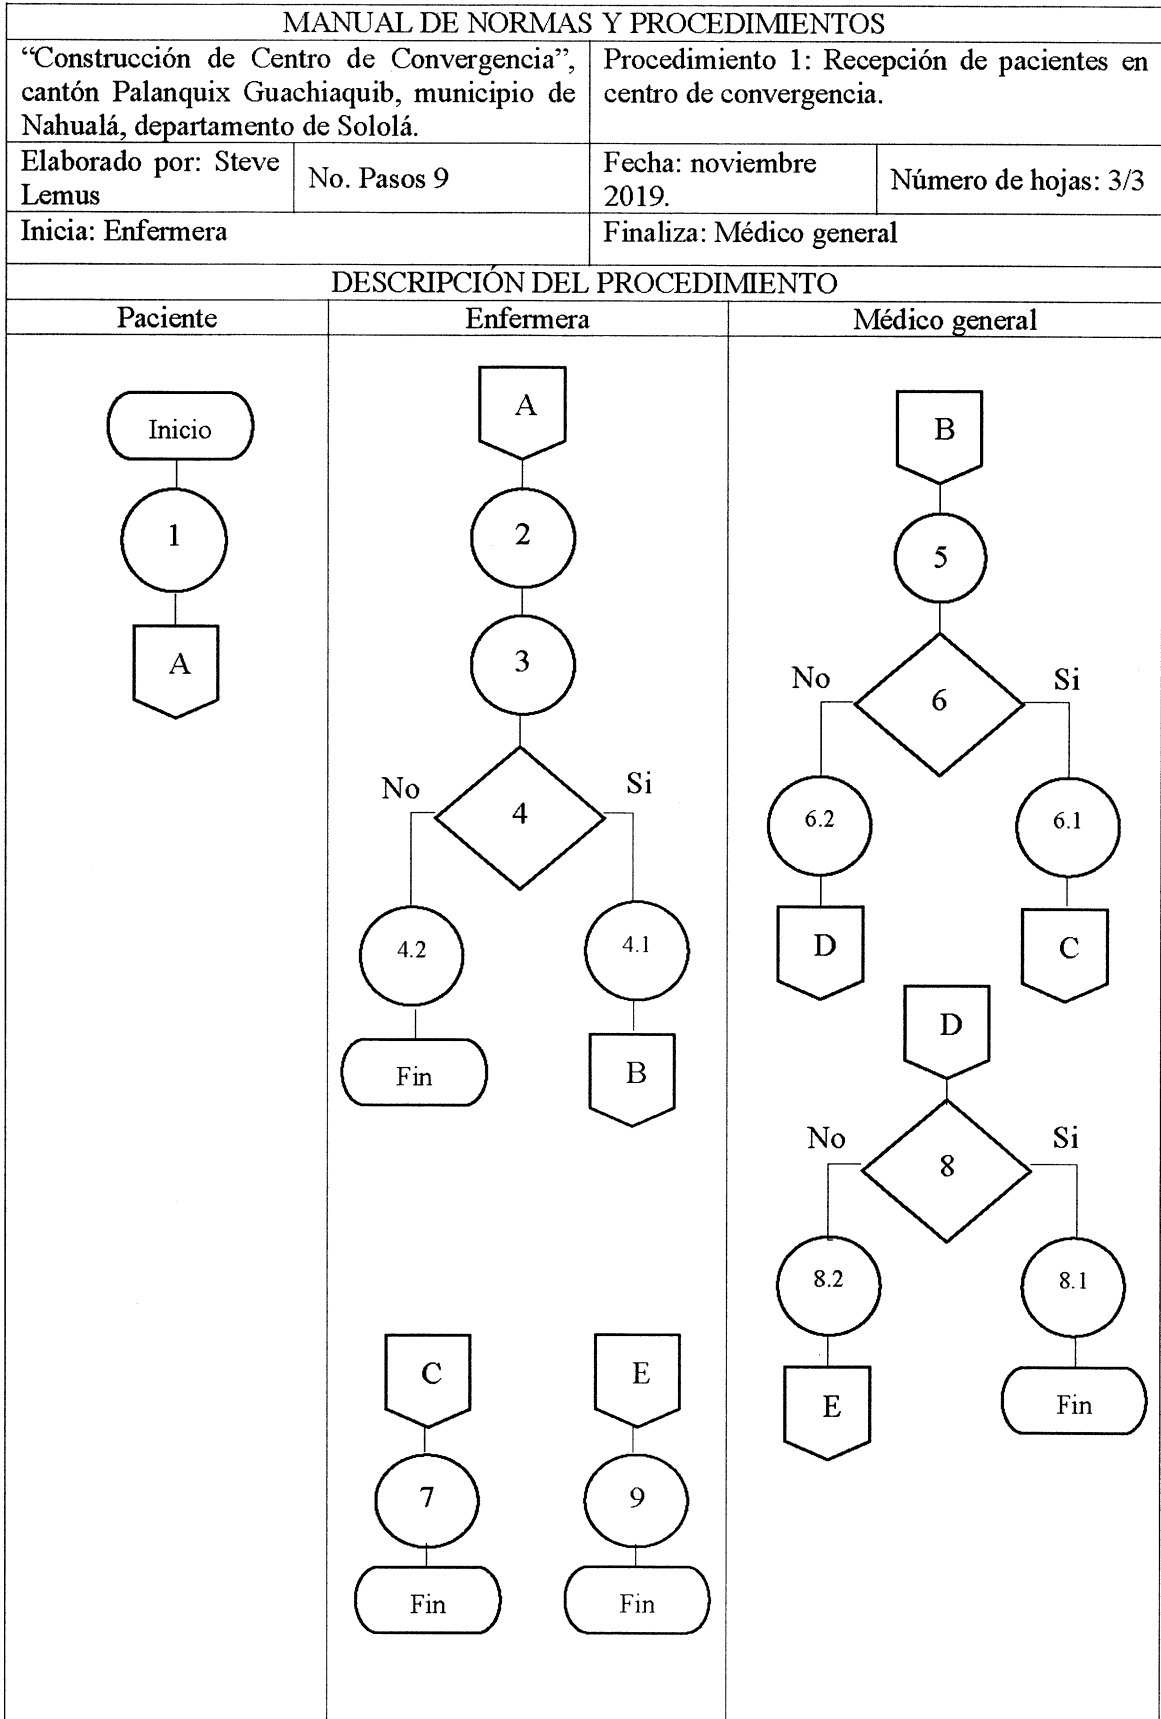 MANUAL DE NORMAS Y PROCEDIMIENTOS
“Construcción de Centro de Convergencia”,
cantón Palanquix Guachiaquib, municipio de
Nahualá, departamento de Sololá.
Procedimiento 1: Recepción de pacientes en
centro de convergencia.
Elaborado por: Steve
Lemus
No. Pasos 9
Fecha: noviembre
2019.
Número de hojas: 3/3
Inicia: Enfermera
Finaliza: Médico general
DESCRIPCIÓN DEL PROCEDIMIENTO
Paciente
Enfermera
Médico general
Inicio
1
A
A
2
3
4
No
Si
4.2
4.1
Fin
B
C
E
7
9
Fin
Fin
B
5
6
No
Si
6.2
6.1
D
C
D
8
No
Si
8.2
8.1
E
Fin